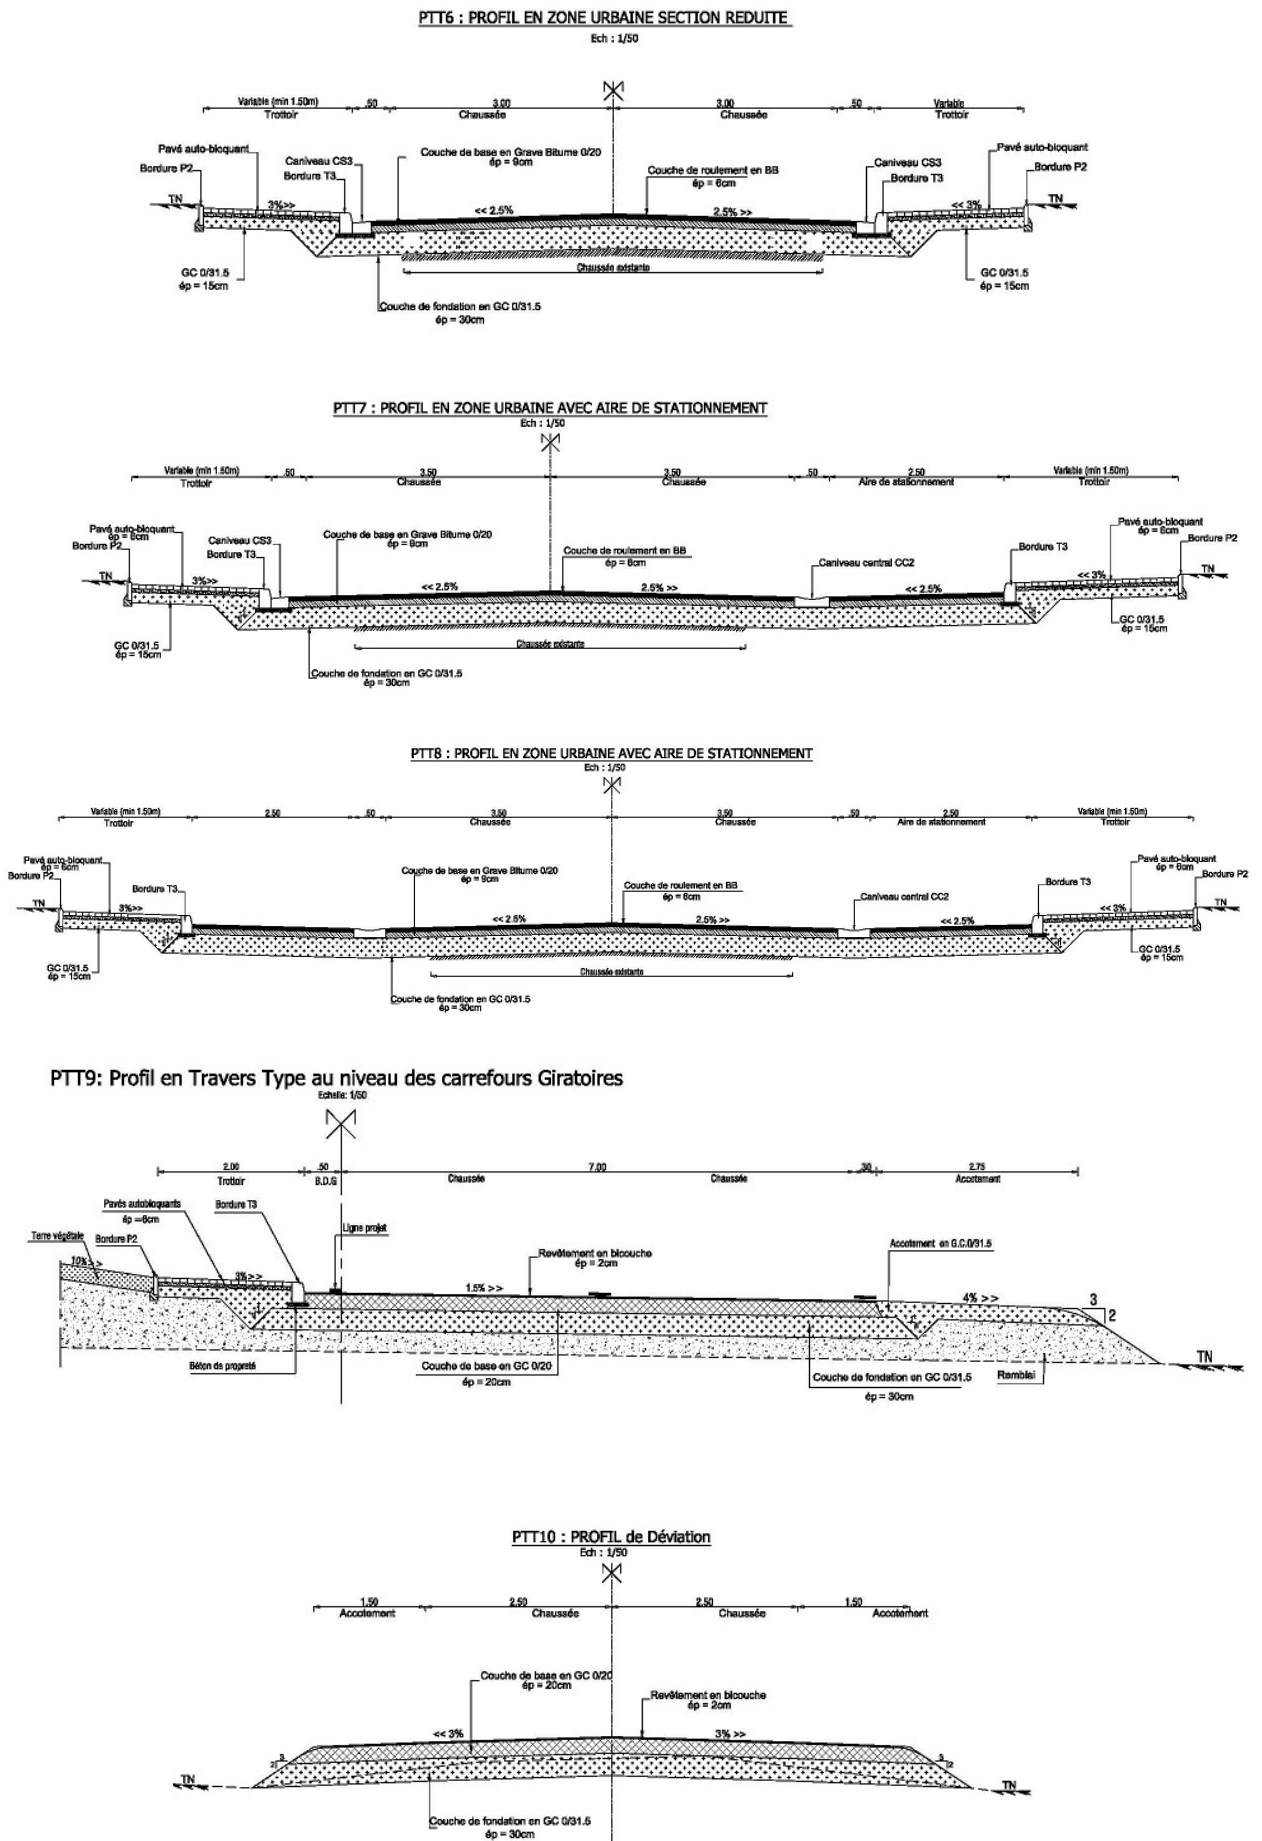 PTT6 : PROFIL EN ZONE URBAINE SECTION REDUITE
Ech : 1/50
Variable (min 1.50m) .50 3.00 3.00 .50 Variable
Trottoir Chaussée Chaussée Trottoir
Pavé auto-bloquant Couche de base en Grave Bitume 0/20 Pavé auto-bloquant
Bordure P2 Caniveau CS3 ép = 9cm Couche de roulement en BB Caniveau CS3 Bordure P2
Bordure T3 ép = 6cm Bordure T3
TN 3%>> << 2.5% 2.5% >> << 3% TN
GC 0/31.5 Chaussée existante GC 0/31.5
ép = 15cm ép = 15cm
Couche de fondation en GC 0/31.5
ép = 30cm
PTT7 : PROFIL EN ZONE URBAINE AVEC AIRE DE STATIONNEMENT
Ech : 1/50
Variable (min 1.50m) .50 3.50 3.50 .50 2.50 Variable (min 1.50m)
Trottoir Chaussée Chaussée Aire de stationnement Trottoir
Pavé auto-bloquant Couche de base en Grave Bitume 0/20 Pavé auto-bloquant
ép = 6cm Caniveau CS3 ép = 9cm ép = 6cm
Bordure P2 Bordure T3 Couche de roulement en BB Caniveau central CC2 Bordure T3 Bordure P2
ép = 6cm
TN 3%>> << 2.5% 2.5% >> << 2.5% << 3% TN
GC 0/31.5 Chaussée existante GC 0/31.5
ép = 15cm ép = 15cm
Couche de fondation en GC 0/31.5
ép = 30cm
PTT8 : PROFIL EN ZONE URBAINE AVEC AIRE DE STATIONNEMENT
Ech : 1/50
Variable (min 1.50m) 2.50 .50 3.50 3.50 .50 2.50 Variable (min 1.50m)
Trottoir Chaussée Chaussée Aire de stationnement Trottoir
Pavé auto-bloquant Couche de base en Grave Bitume 0/20 Pavé auto-bloquant
ép = 6cm ép = 9cm ép = 6cm
Bordure P2 Bordure T3 Couche de roulement en BB Caniveau central CC2 Bordure T3 Bordure P2
ép = 6cm
TN 3%>> << 2.5% 2.5% >> << 2.5% << 3% TN
GC 0/31.5 Chaussée existante GC 0/31.5
ép = 15cm ép = 15cm
Couche de fondation en GC 0/31.5
ép = 30cm
PTT9: Profil en Travers Type au niveau des carrefours Giratoires
Echelle: 1/50
2.00 .50 7.00 .30 2.75
Trottoir B.D.G Chaussée Chaussée Accotement
Pavés autobloquants Bordure T3
ép =6cm Ligne projet
Terre végétale Bordure P2 Revêtement en bicouche Accotement en G.C.0/31.5
ép = 2cm
10%>> 3%>> 1.5% >> 4% >> 3
2
Béton de propreté Couche de base en GC 0/20 Couche de fondation en GC 0/31.5 Remblai TN
ép = 20cm ép = 30cm
PTT10 : PROFIL de Déviation
Ech : 1/50
1.50 2.50 2.50 1.50
Accotement Chaussée Chaussée Accotement
Couche de base en GC 0/20
ép = 20cm Revêtement en bicouche
ép = 2cm
<< 3% 3% >>
3 3
2 2
TN TN
Couche de fondation en GC 0/31.5
ép = 30cm